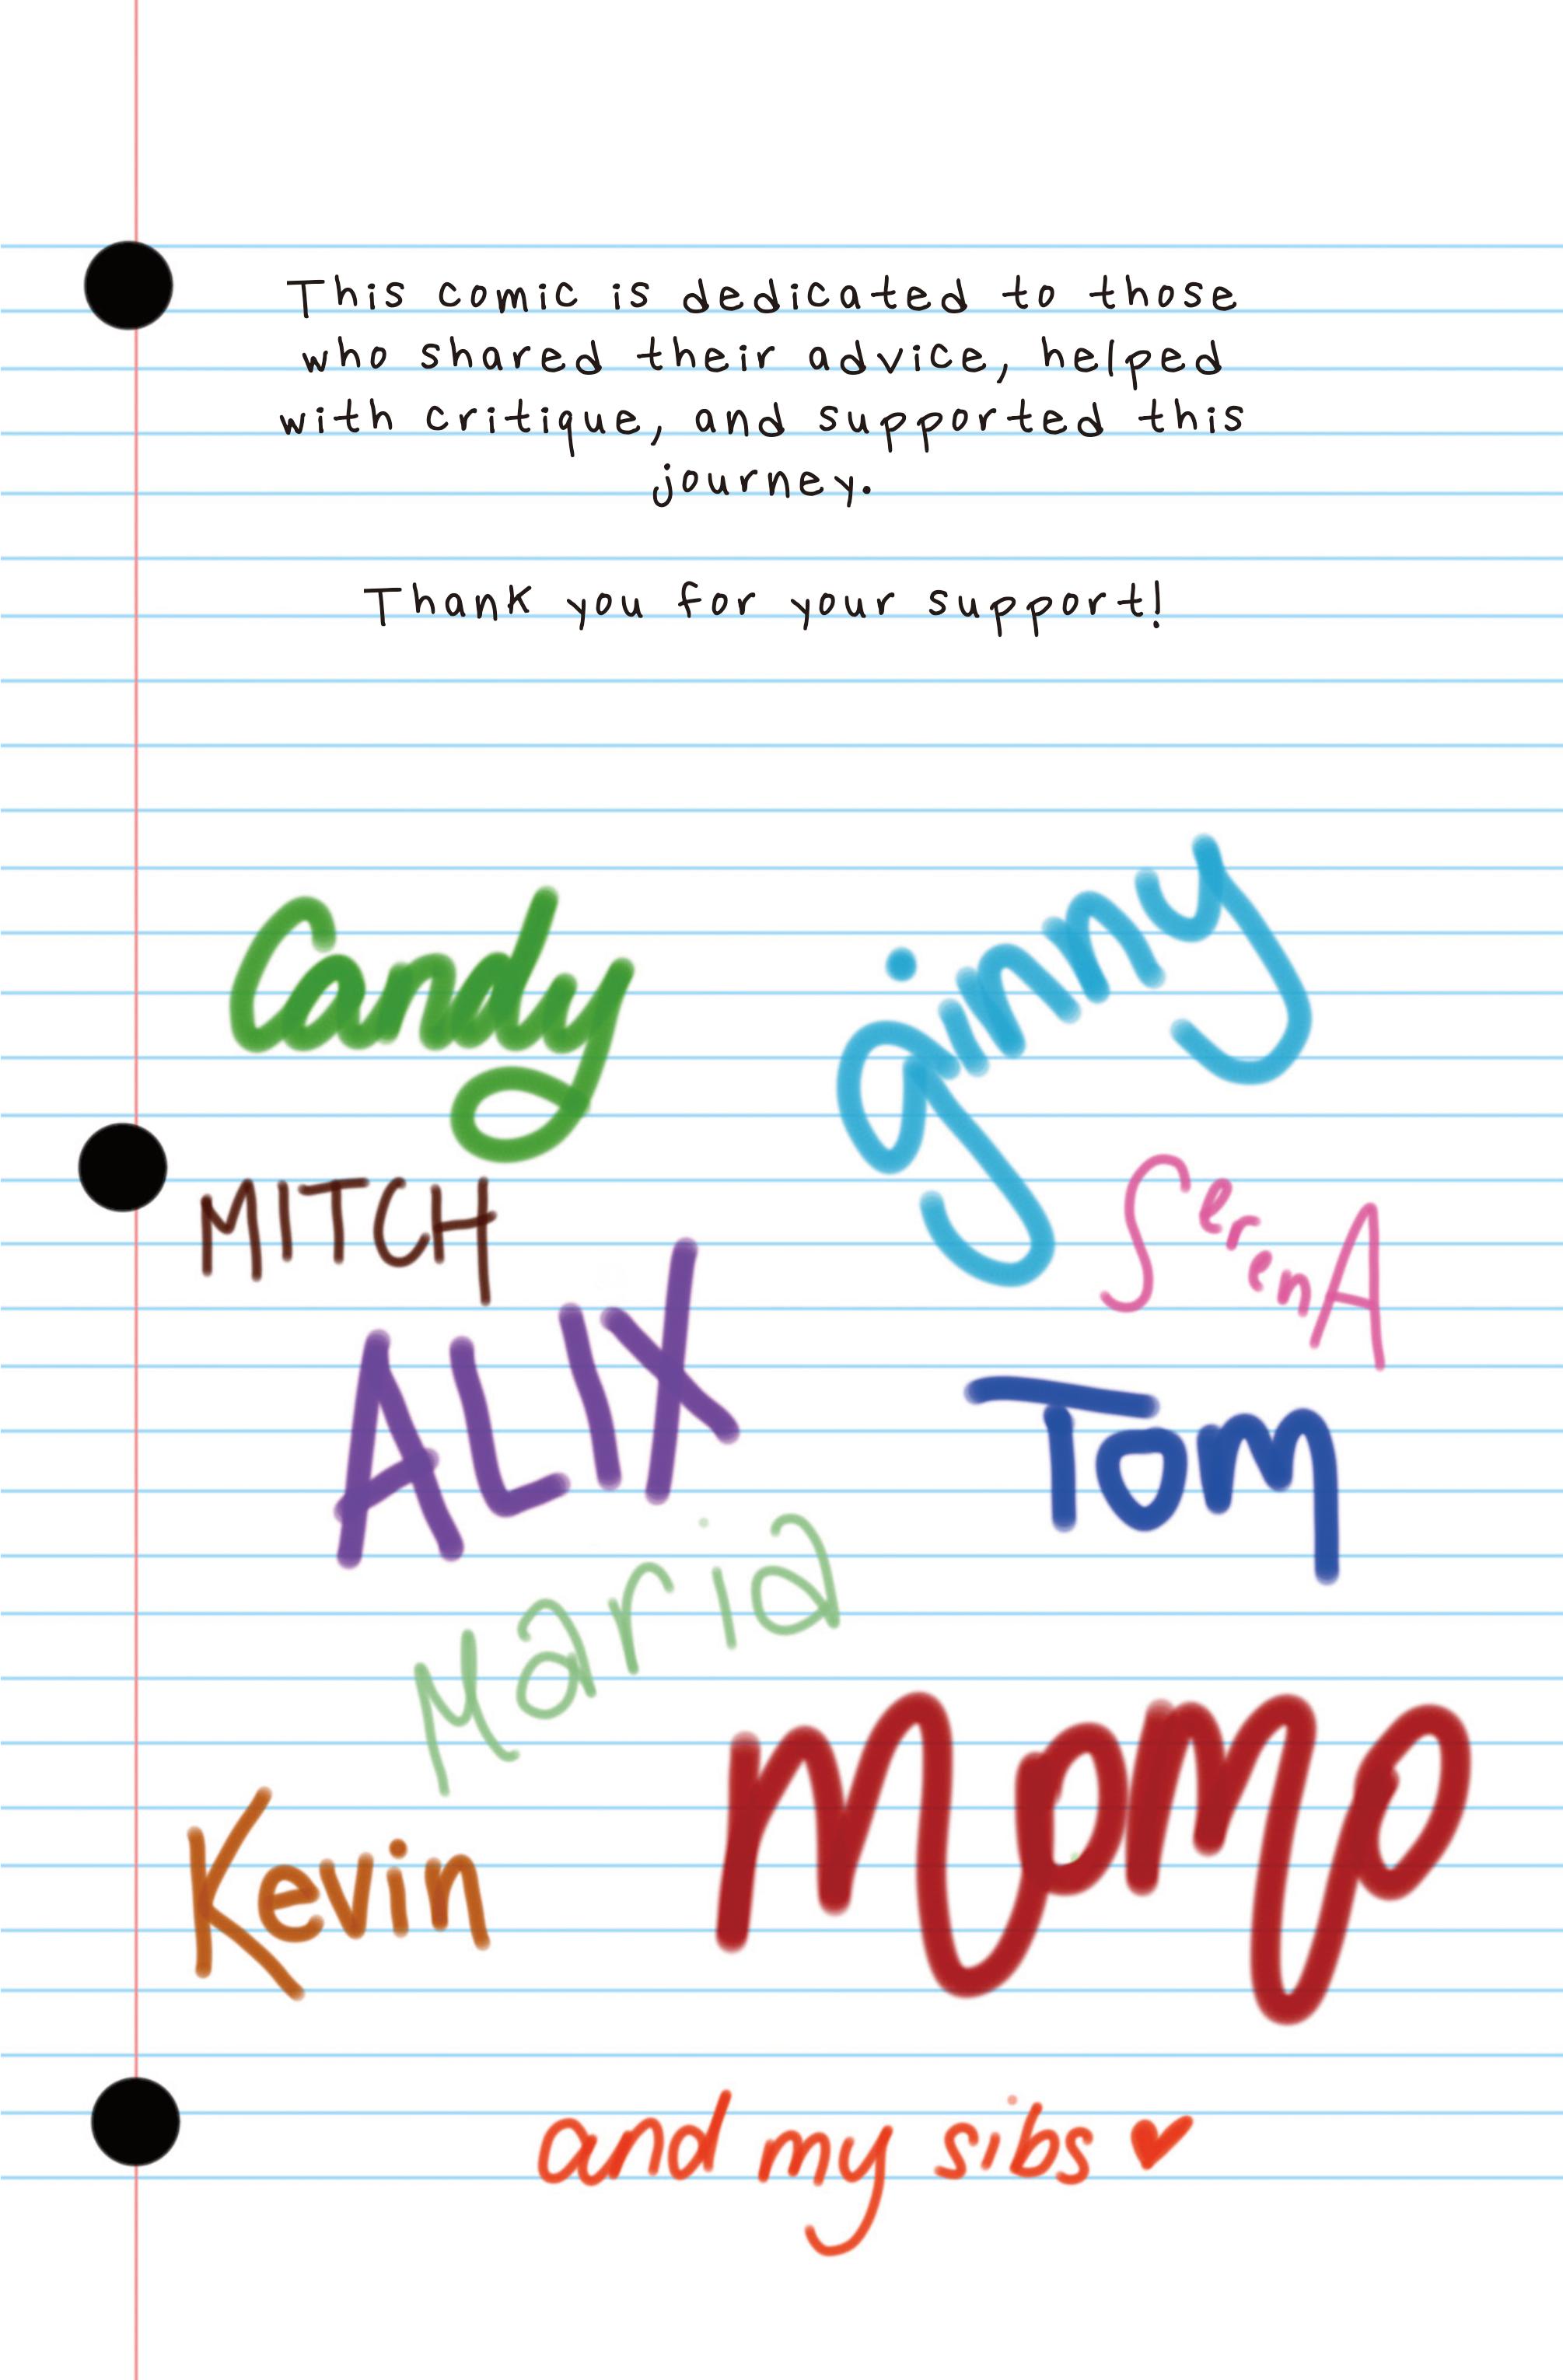 This comic is dedicated to those
who shared their advice, helped
with critique, and supported this
journey.
Thank you for your support!
Candy
ginny
MITCH
SerenA
ALIX
Tom
Maria
Kevin
Momo
and my sibs ♥